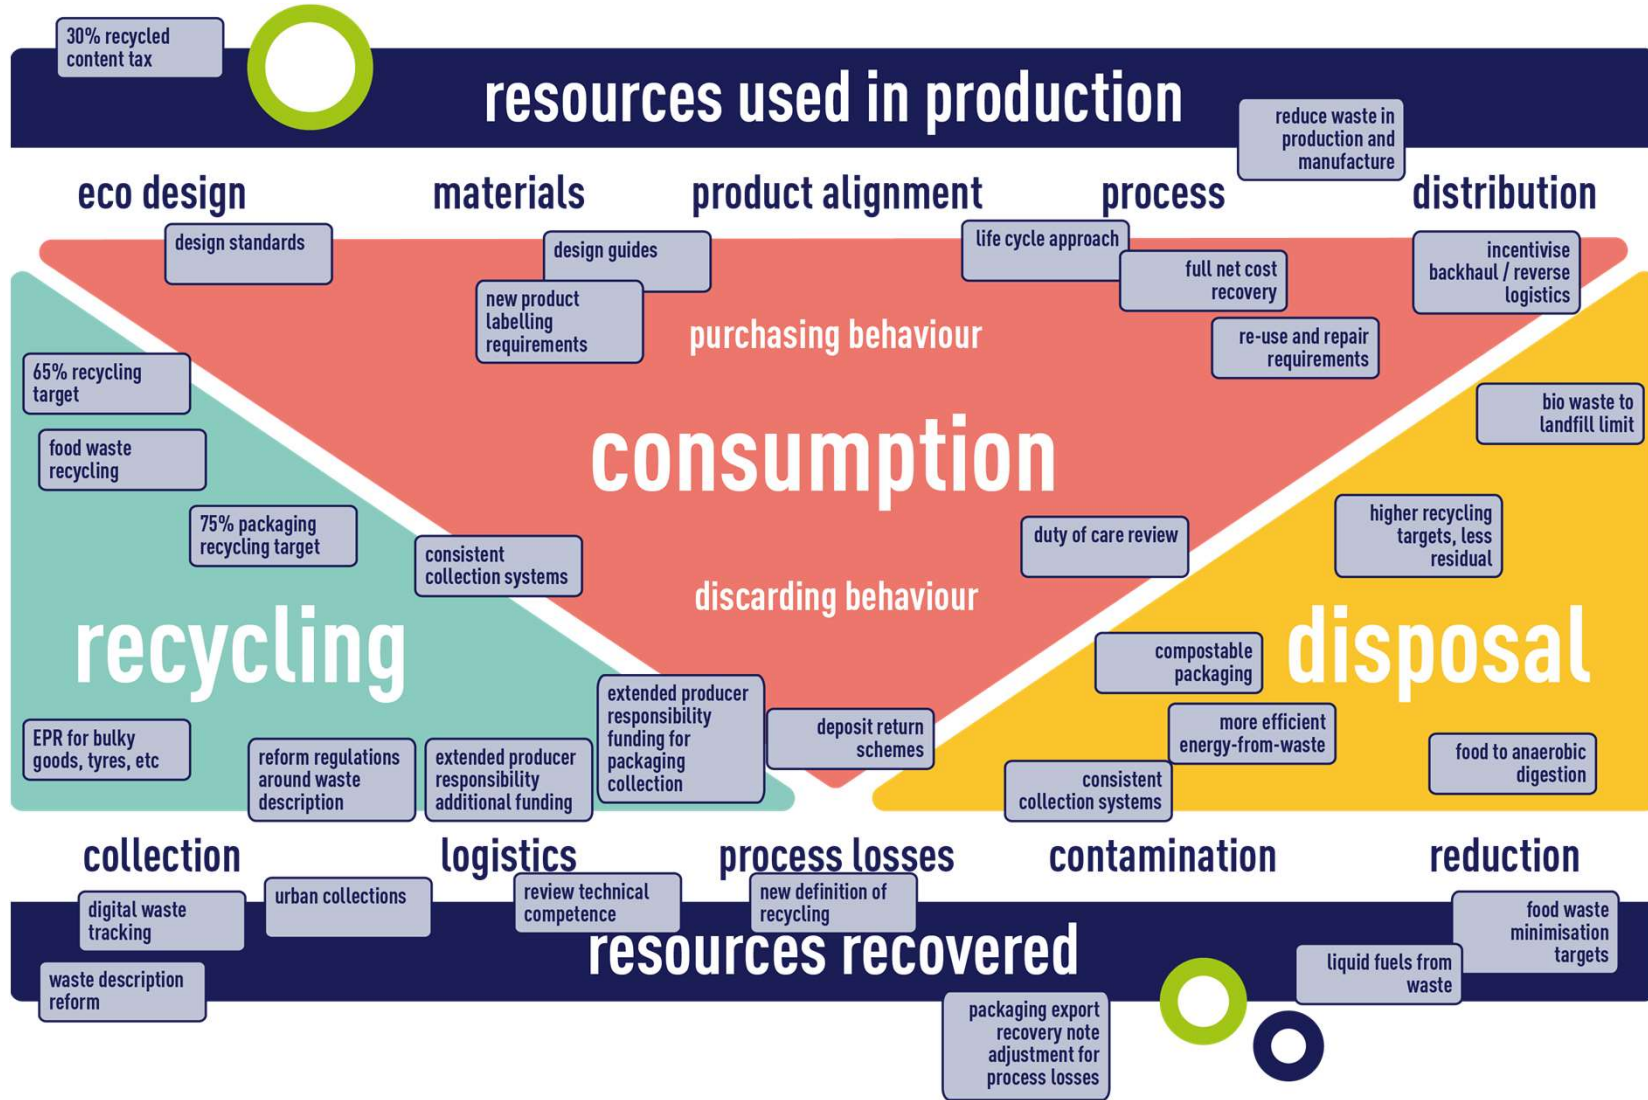 30% recycled
content tax
resources used in production
reduce waste in
production and
manufacture
eco design
materials
product alignment
process
distribution
design standards
design guides
new product
labelling
requirements
life cycle approach
full net cost
recovery
incentivise
backhaul / reverse
logistics
re-use and repair
requirements
purchasing behaviour
consumption
discarding behaviour
65% recycling
target
food waste
recycling
75% packaging
recycling target
consistent
collection systems
duty of care review
bio waste to
landfill limit
higher recycling
targets, less
residual
recycling
disposal
compostable
packaging
EPR for bulky
goods, tyres, etc
reform regulations
around waste
description
extended producer
responsibility
additional funding
extended producer
responsibility
funding for
packaging
collection
deposit return
schemes
more efficient
energy-from-waste
consistent
collection systems
food to anaerobic
digestion
collection
logistics
process losses
contamination
reduction
digital waste
tracking
urban collections
review technical
competence
new definition of
recycling
food waste
minimisation
targets
resources recovered
liquid fuels from
waste
waste description
reform
packaging export
recovery note
adjustment for
process losses